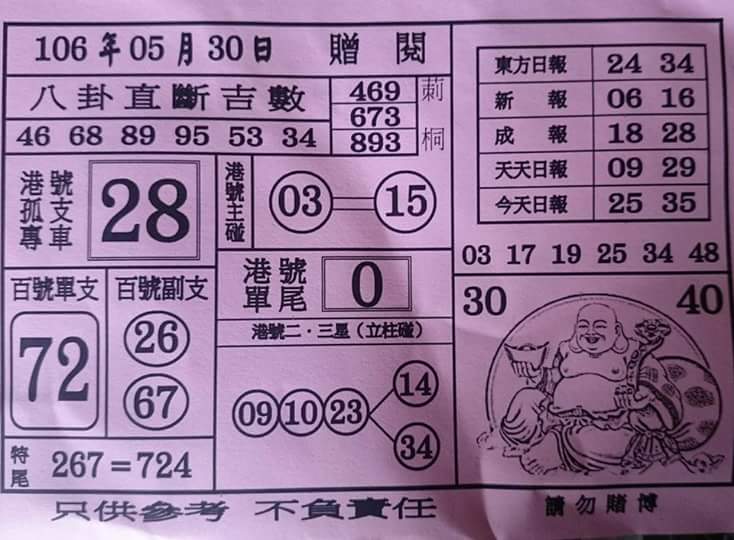 106年05月30日 贈閱
八卦直斷吉數
46 68 89 95 53 34
469
673
893
莿桐
港號孤支專車
28
港號主碰
03 15
港號單尾
0
百號單支
72
百號副支
26
67
港號二·三星（立柱碰）
09 10 23
14
34
特尾
267=724
東方日報 24 34
新報 06 16
成報 18 28
天天日報 09 29
今天日報 25 35
03 17 19 25 34 48
30 40
只供參考 不負責任
請勿賭博